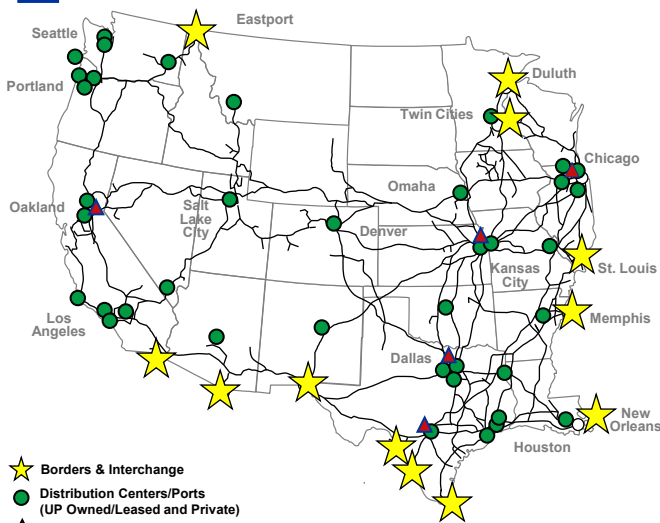 Eastport
Seattle
Duluth
Portland
Twin Cities
Chicago
Omaha
Oakland
Salt
Lake
City
Denver
Kansas
City
St. Louis
Los
Angeles
Memphis
Dallas
New
Orleans
Houston
Borders & Interchange
Distribution Centers/Ports
(UP Owned/Leased and Private)